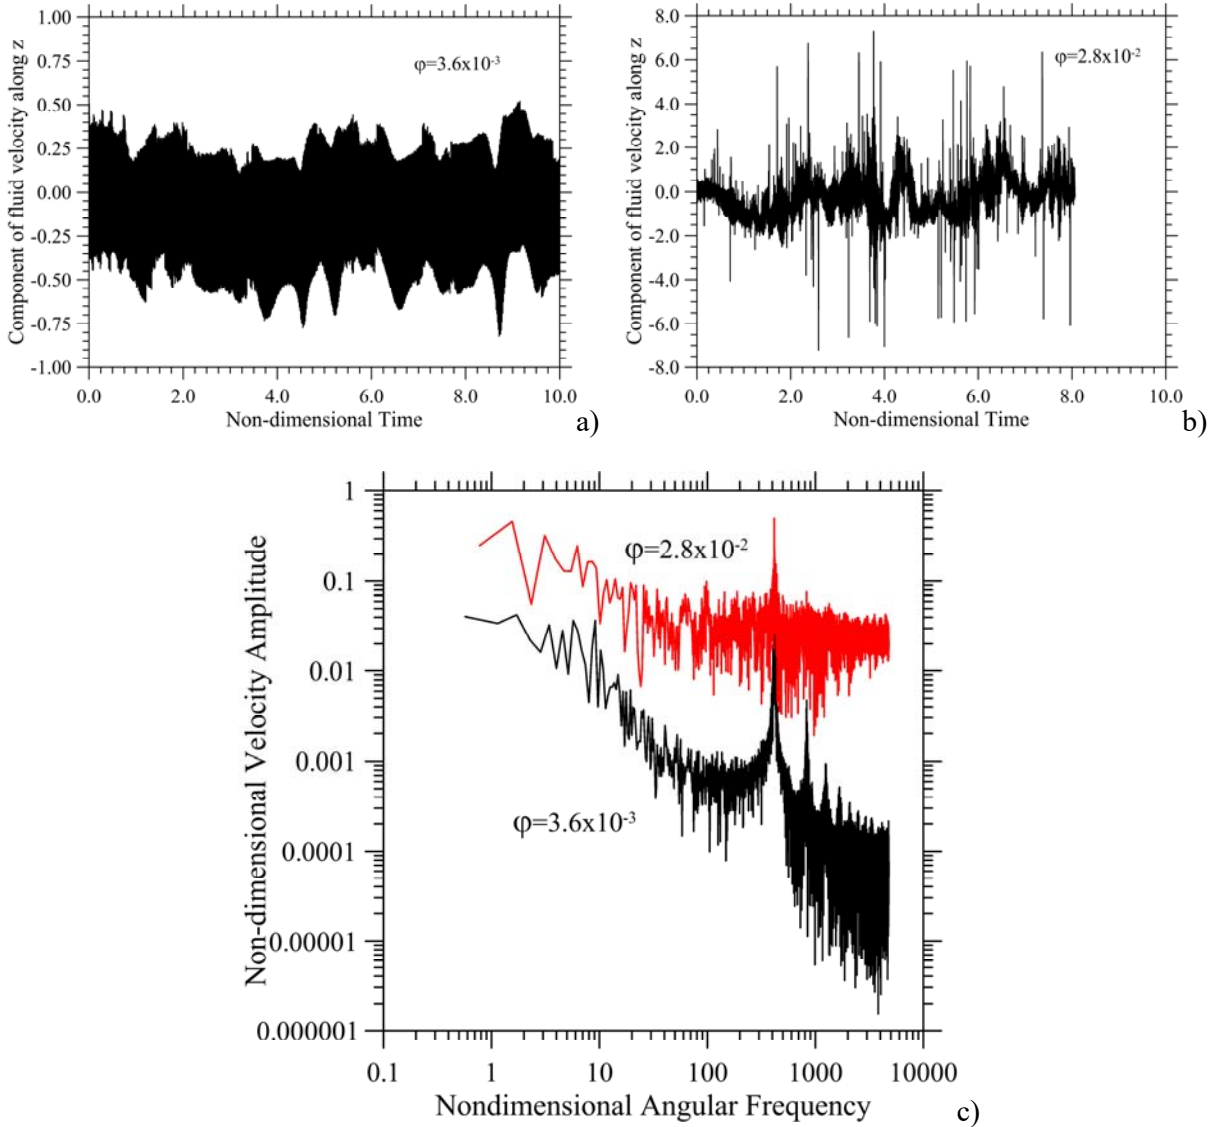 1.00
0.75
0.50
0.25
0.00
-0.25
-0.50
-0.75
-1.00
Component of fluid velocity along z
φ=3.6x10⁻³
0.0 2.0 4.0 6.0 8.0 10.0
Non-dimensional Time
a)
8.0
6.0
4.0
2.0
0.0
-2.0
-4.0
-6.0
-8.0
Component of fluid velocity along z
φ=2.8x10⁻²
0.0 2.0 4.0 6.0 8.0 10.0
Non-dimensional Time
b)
1
0.1
0.01
0.001
0.0001
0.00001
0.000001
Non-dimensional Velocity Amplitude
φ=2.8x10⁻²
φ=3.6x10⁻³
0.1 1 10 100 1000 10000
Nondimensional Angular Frequency
c)